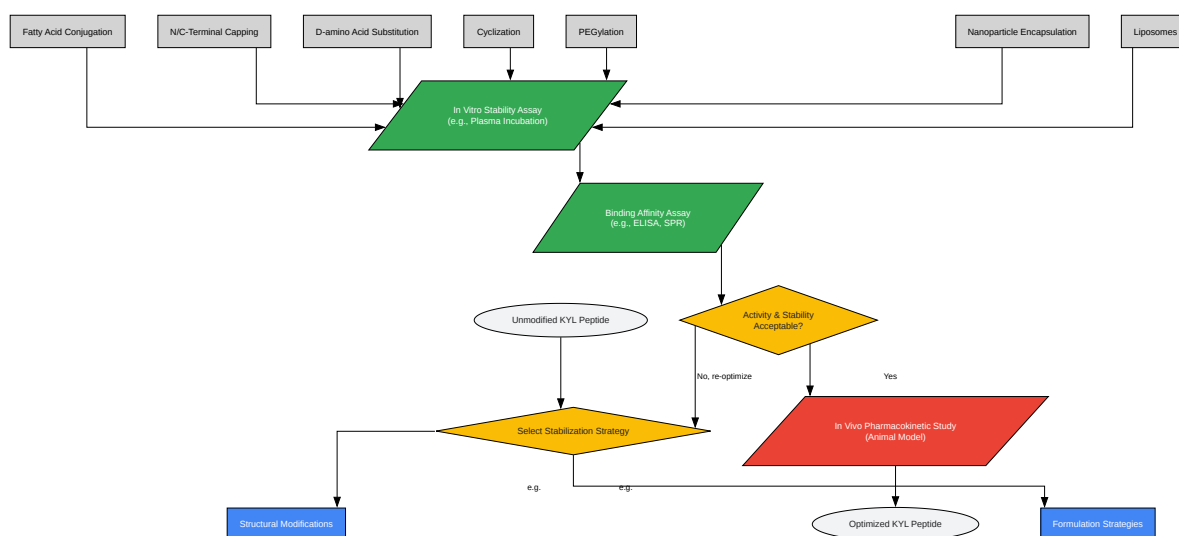 Fatty Acid Conjugation
N/C-Terminal Capping
D-amino Acid Substitution
Cyclization
PEGylation
Nanoparticle Encapsulation
Liposomes
In Vitro Stability Assay
(e.g., Plasma Incubation)
Binding Affinity Assay
(e.g., ELISA, SPR)
Unmodified KYL Peptide
Activity & Stability
Acceptable?
No, re-optimize
Yes
Select Stabilization Strategy
In Vivo Pharmacokinetic Study
(Animal Model)
e.g.
e.g.
Structural Modifications
Optimized KYL Peptide
Formulation Strategies